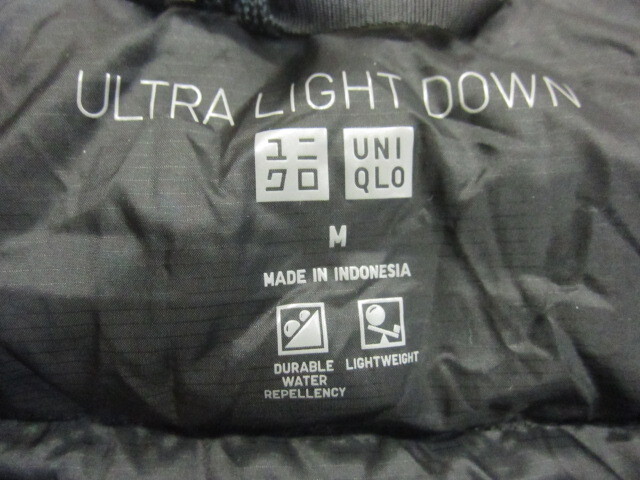 ULTRA LIGHT DOWN
ユニ
クロ
UNI
QLO
M
MADE IN INDONESIA
DURABLE
WATER
REPELLENCY
LIGHTWEIGHT